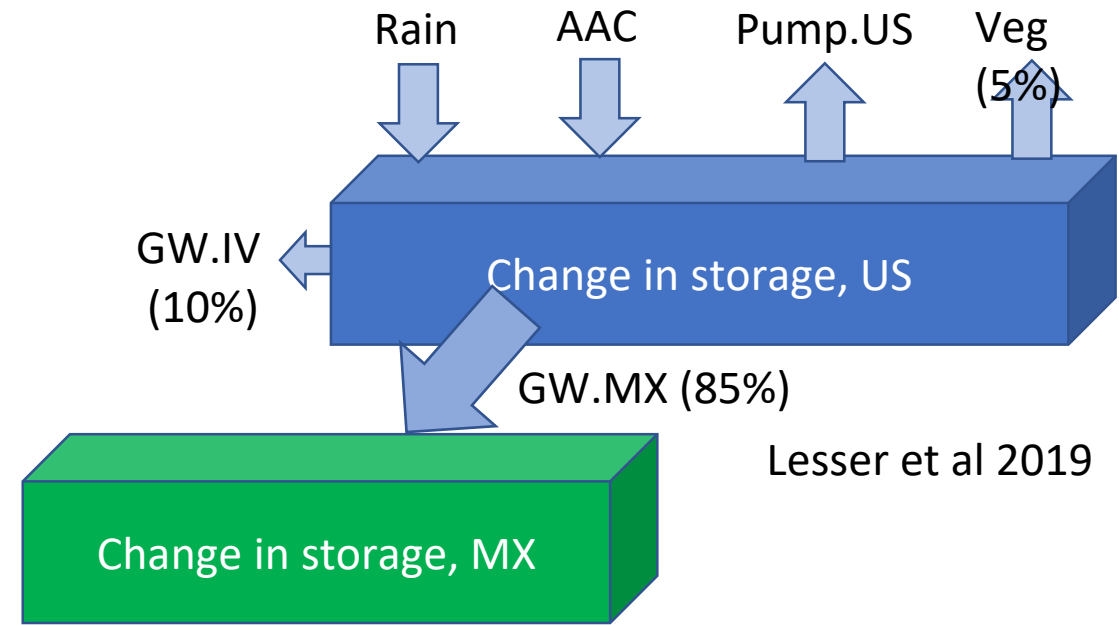 Rain
AAC
Pump.US
Veg
(5%)
GW.IV
(10%)
Change in storage, US
GW.MX (85%)
Lesser et al 2019
Change in storage, MX